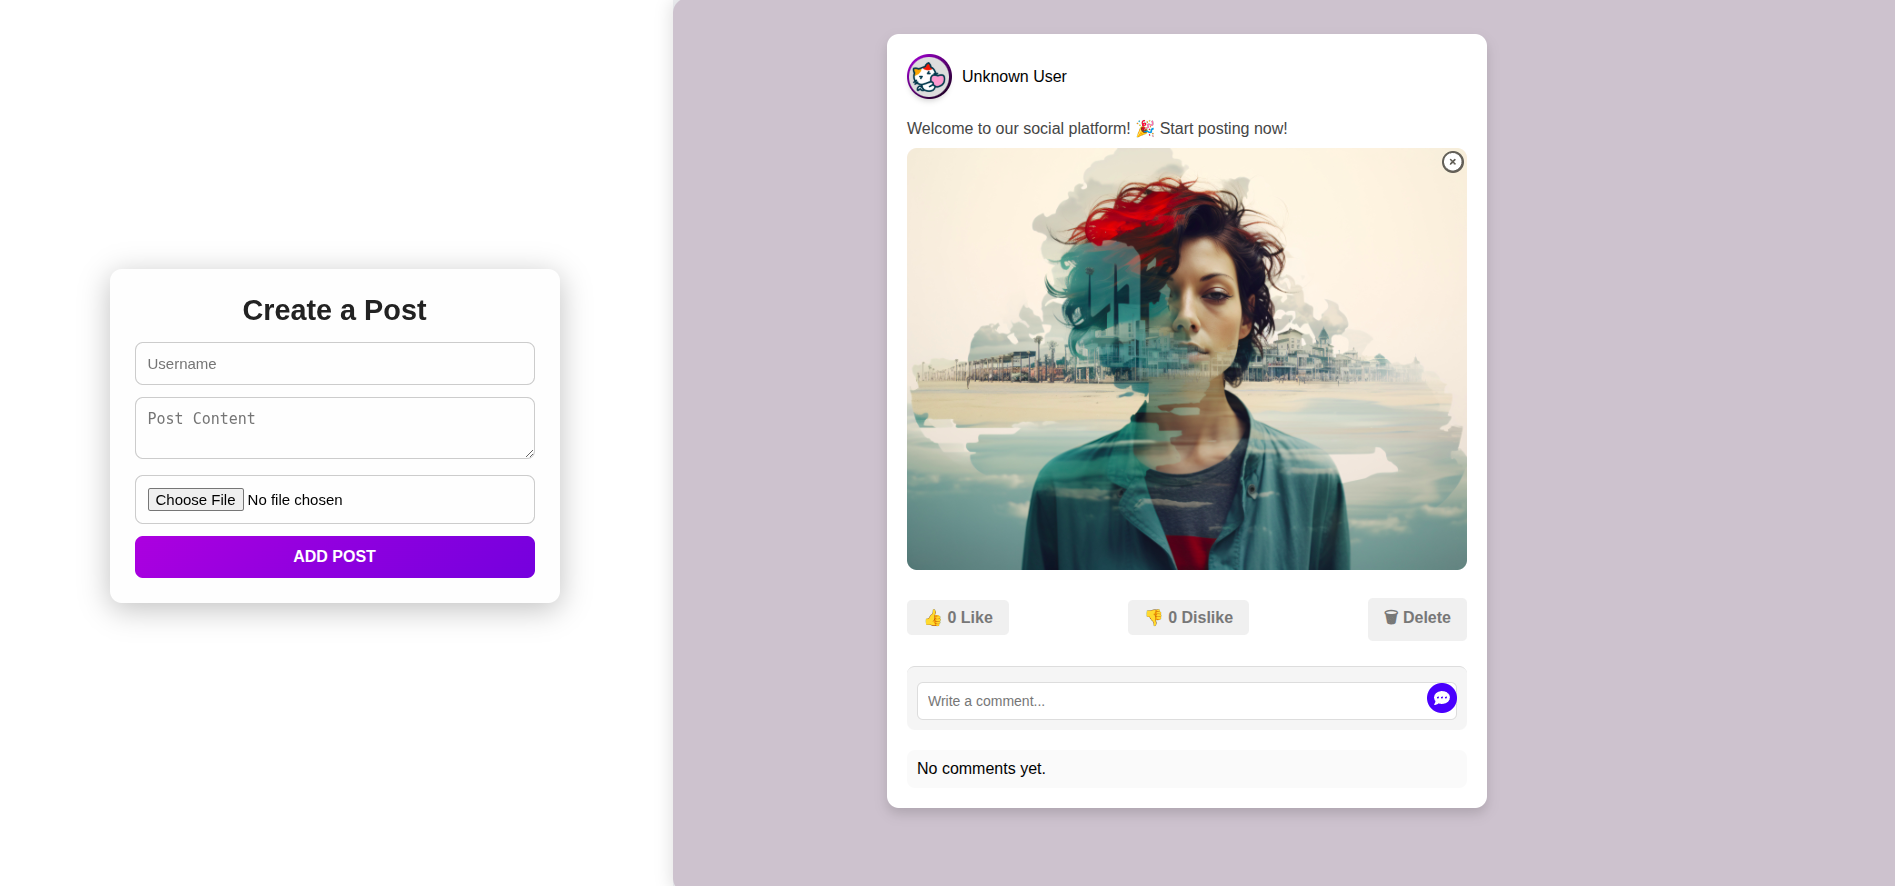 Create a Post
Username
Post Content
Choose File No file chosen
ADD POST
Unknown User
Welcome to our social platform! 🎉 Start posting now!
👍 0 Like
👎 0 Dislike
🗑 Delete
Write a comment...
No comments yet.